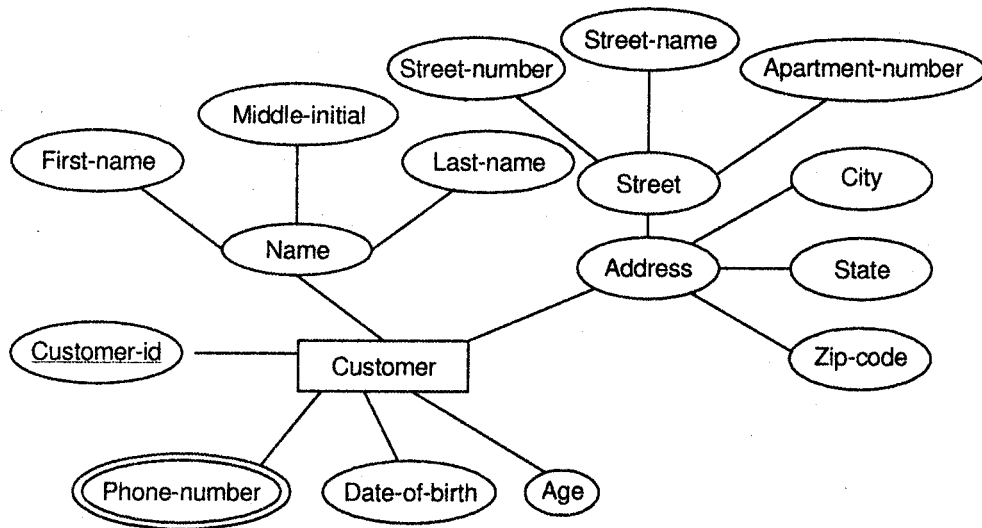 Street-name
Street-number
Apartment-number
Middle-initial
First-name
Last-name
Street
City
Name
Address
State
Customer-id
Customer
Zip-code
Phone-number
Date-of-birth
Age